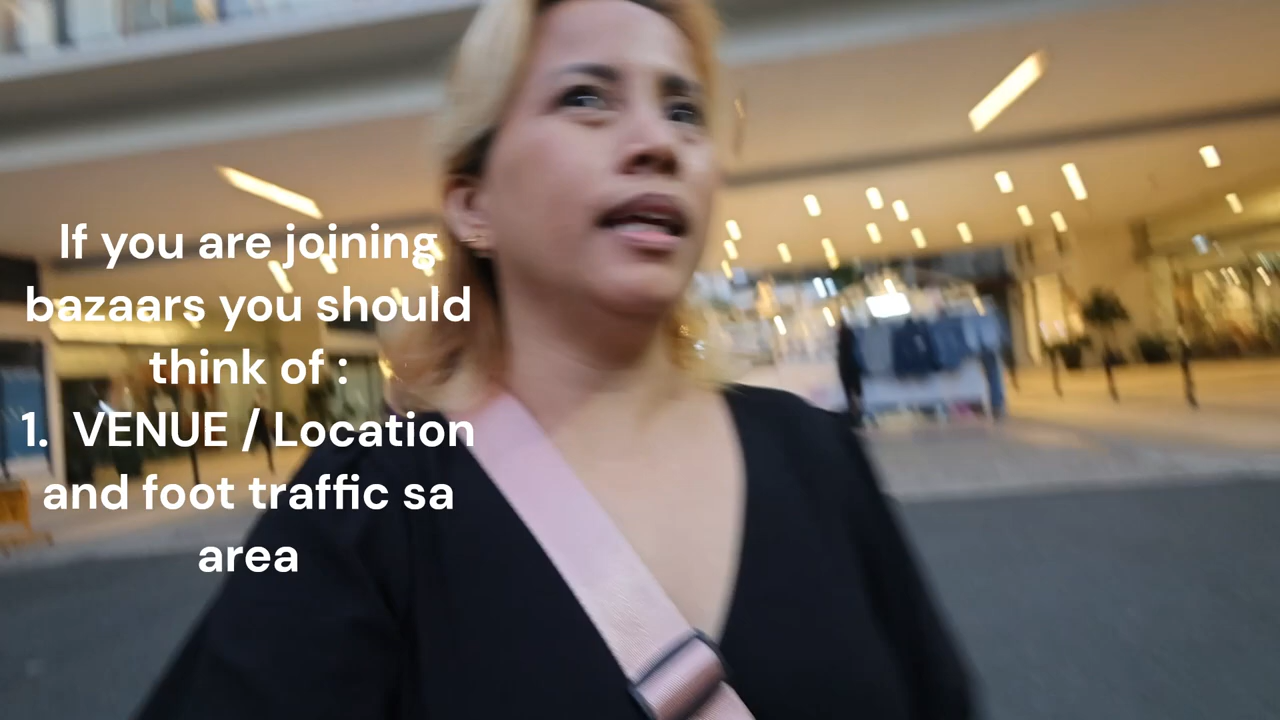 If you are joining
bazaars you should
think of :
1. VENUE / Location
and foot traffic sa
area